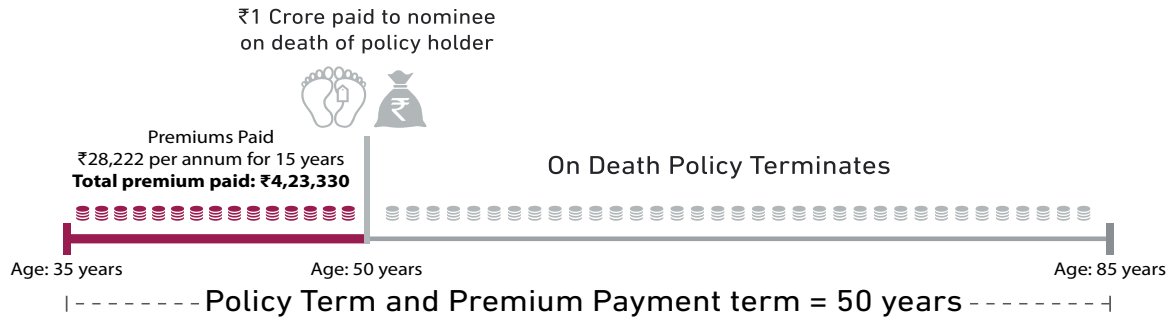 ₹1 Crore paid to nominee
on death of policy holder
₹
Premiums Paid
₹28,222 per annum for 15 years
Total premium paid: ₹4,23,330
On Death Policy Terminates
Age: 35 years
Age: 50 years
Age: 85 years
Policy Term and Premium Payment term = 50 years